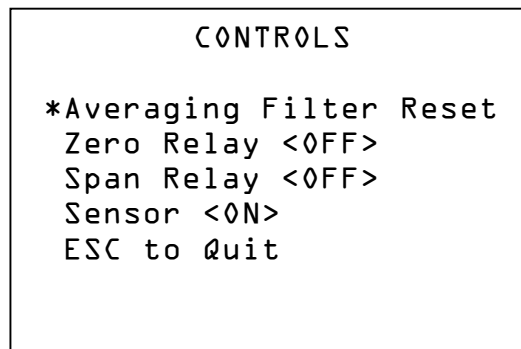 CONTROLS
*Averaging Filter Reset
Zero Relay <OFF>
Span Relay <OFF>
Sensor <ON>
ESC to Quit